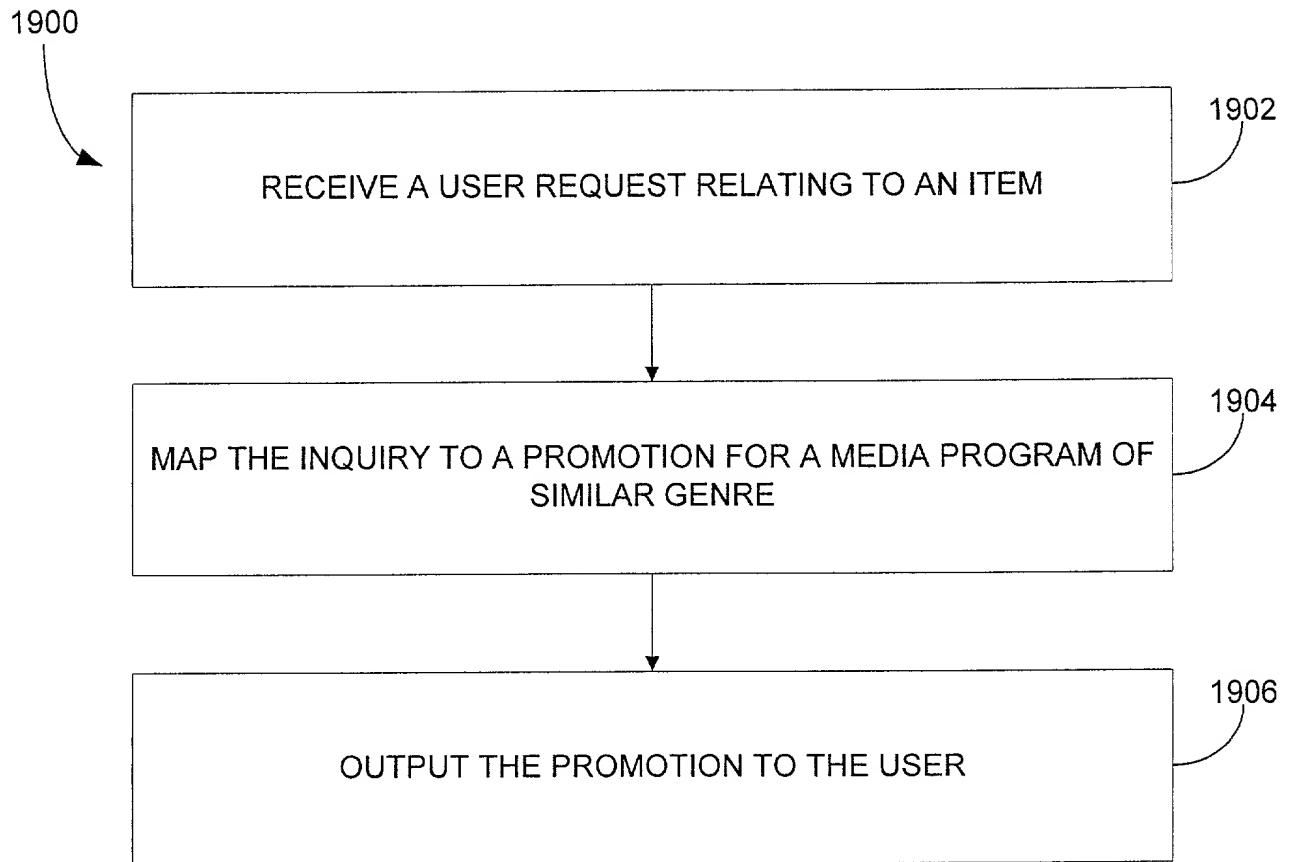 1900
1902
RECEIVE A USER REQUEST RELATING TO AN ITEM
1904
MAP THE INQUIRY TO A PROMOTION FOR A MEDIA PROGRAM OF
SIMILAR GENRE
1906
OUTPUT THE PROMOTION TO THE USER